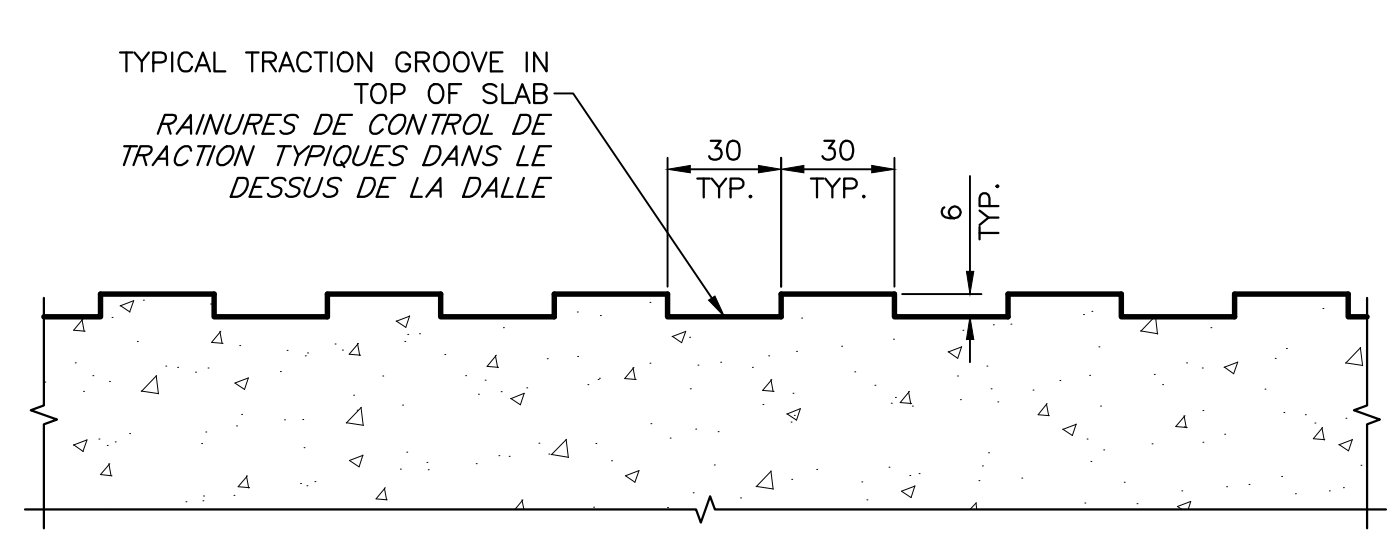 TYPICAL TRACTION GROOVE IN
TOP OF SLAB
RAINURES DE CONTROL DE
TRACTION TYPIQUES DANS LE
DESSUS DE LA DALLE
30
TYP.
30
TYP.
6
TYP.